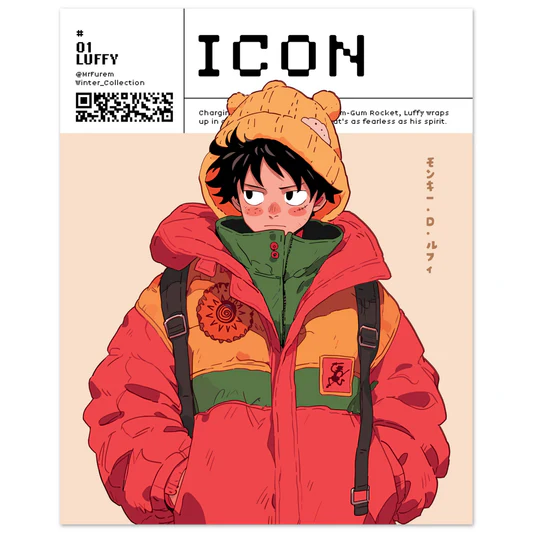 #
01
LUFFY
@MrFurem
Winter_Collection
ICON
m-Gum Rocket, Luffy wraps
up in at's as fearless as his spirit.
モンキー・D・ルフィ